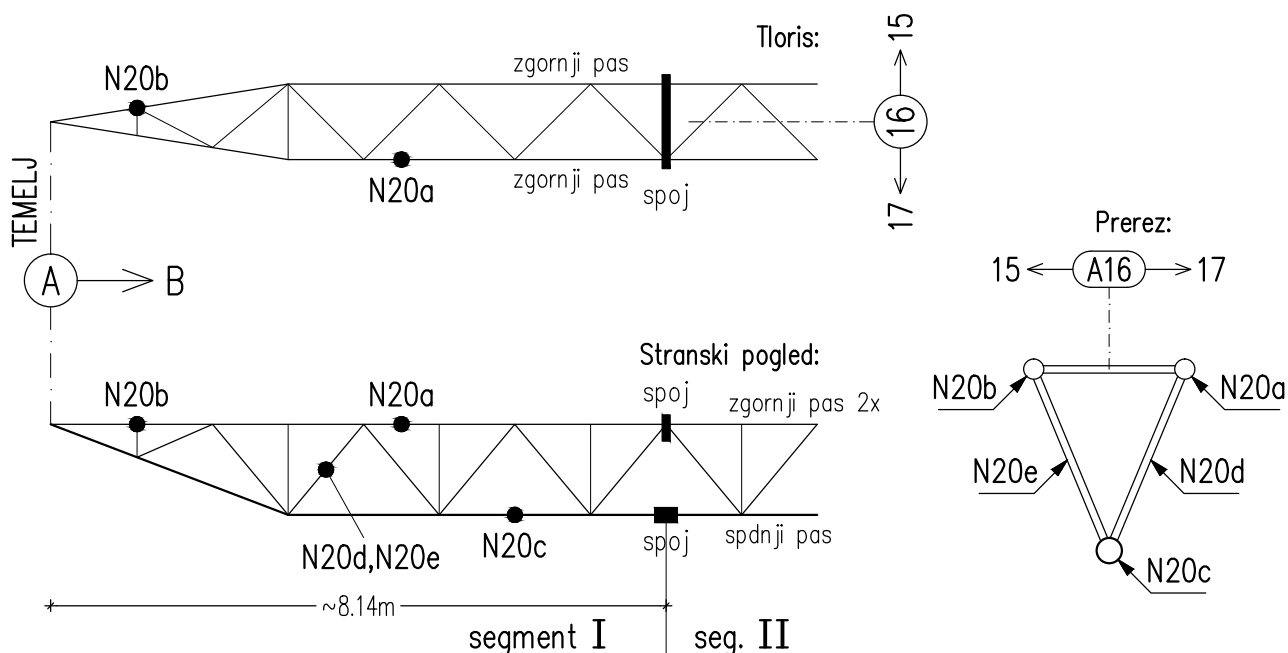 Tloris:
15
zgornji pas
N20b
16
TEMELJ
N20a
zgornji pas
spoj
17
Prerez:
A
B
15
A16
17
Stranski pogled:
N20b
N20a
spoj
zgornji pas 2x
N20b
N20a
N20e
N20d
N20d,N20e
N20c
spoj
spdnji pas
N20c
~8.14m
segment I
seg. II